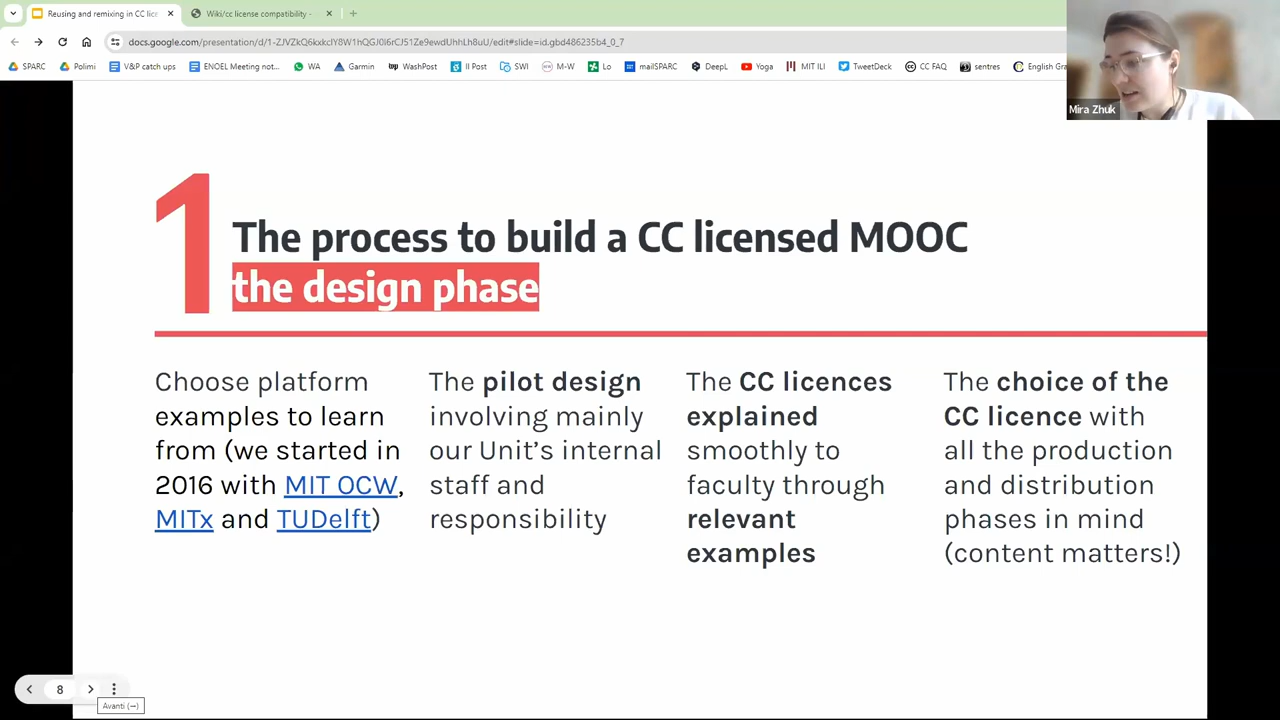 Reusing and remixing in CC lice
Wiki/cc license compatibility -
docs.google.com/presentation/d/1-ZJVZkQ6kxkclY8W1hQGJ0I6rCJ51Ze9ewdUhhLh8uU/edit#slide=id.gbd486235b4_0_7
SPARC
Polimi
V&P catch ups
ENOEL Meeting not...
WA
Garmin
wp WashPost
Il Post
SWI
M-W
Lo
mailSPARC
DeepL
Yoga
MIT ILI
TweetDeck
CC FAQ
sentres
English Gra
Mira Zhuk
1
The process to build a CC licensed MOOC
the design phase
Choose platform
examples to learn
from (we started in
2016 with MIT OCW,
MITx and TUDelft)
The pilot design
involving mainly
our Unit’s internal
staff and
responsibility
The CC licences
explained
smoothly to
faculty through
relevant
examples
The choice of the
CC licence with
all the production
and distribution
phases in mind
(content matters!)
8
Avanti (→)